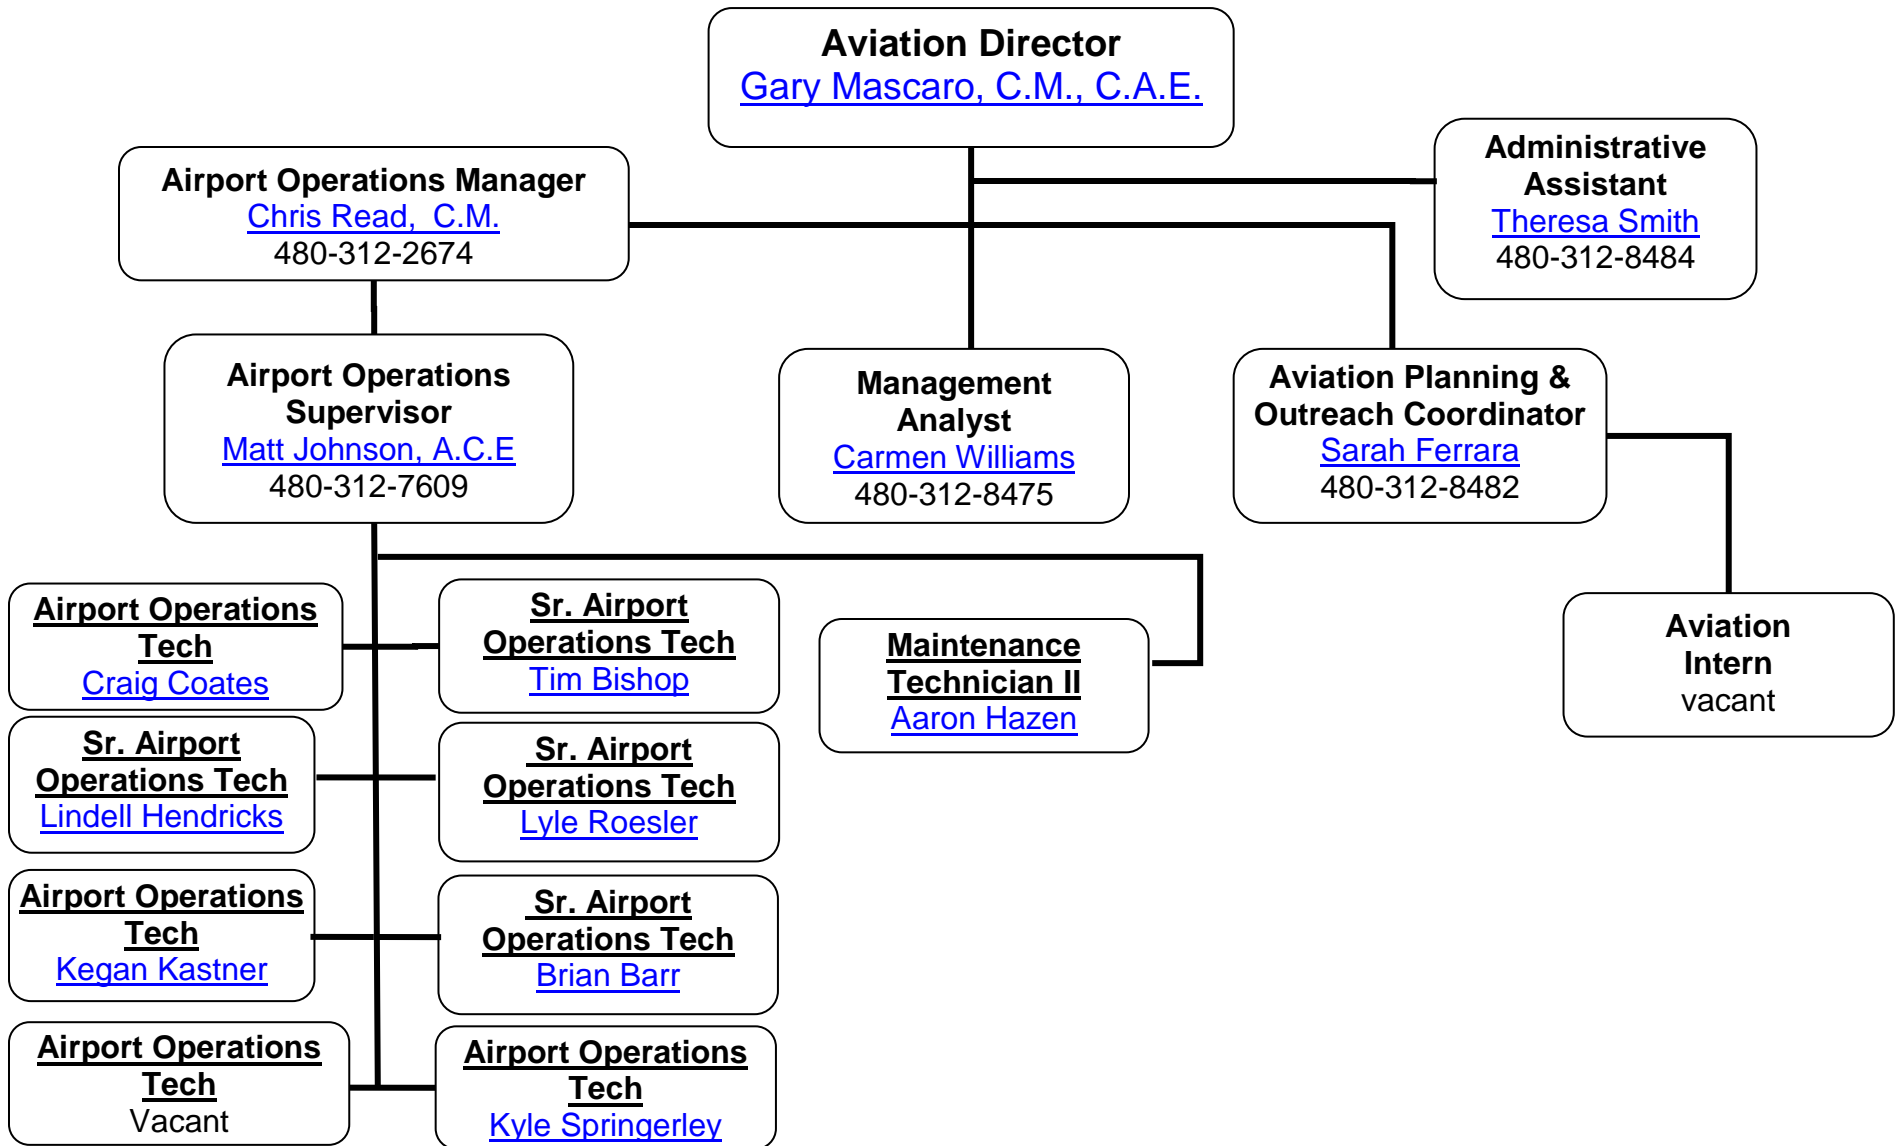 Aviation Director
Gary Mascaro, C.M., C.A.E.
Administrative
Assistant
Theresa Smith
480-312-8484
Airport Operations Manager
Chris Read, C.M.
480-312-2674
Airport Operations
Supervisor
Matt Johnson, A.C.E
480-312-7609
Management
Analyst
Carmen Williams
480-312-8475
Aviation Planning &
Outreach Coordinator
Sarah Ferrara
480-312-8482
Airport Operations
Tech
Craig Coates
Sr. Airport
Operations Tech
Tim Bishop
Maintenance
Technician II
Aaron Hazen
Aviation
Intern
vacant
Sr. Airport
Operations Tech
Lindell Hendricks
Sr. Airport
Operations Tech
Lyle Roesler
Airport Operations
Tech
Kegan Kastner
Sr. Airport
Operations Tech
Brian Barr
Airport Operations
Tech
Vacant
Airport Operations
Tech
Kyle Springerley